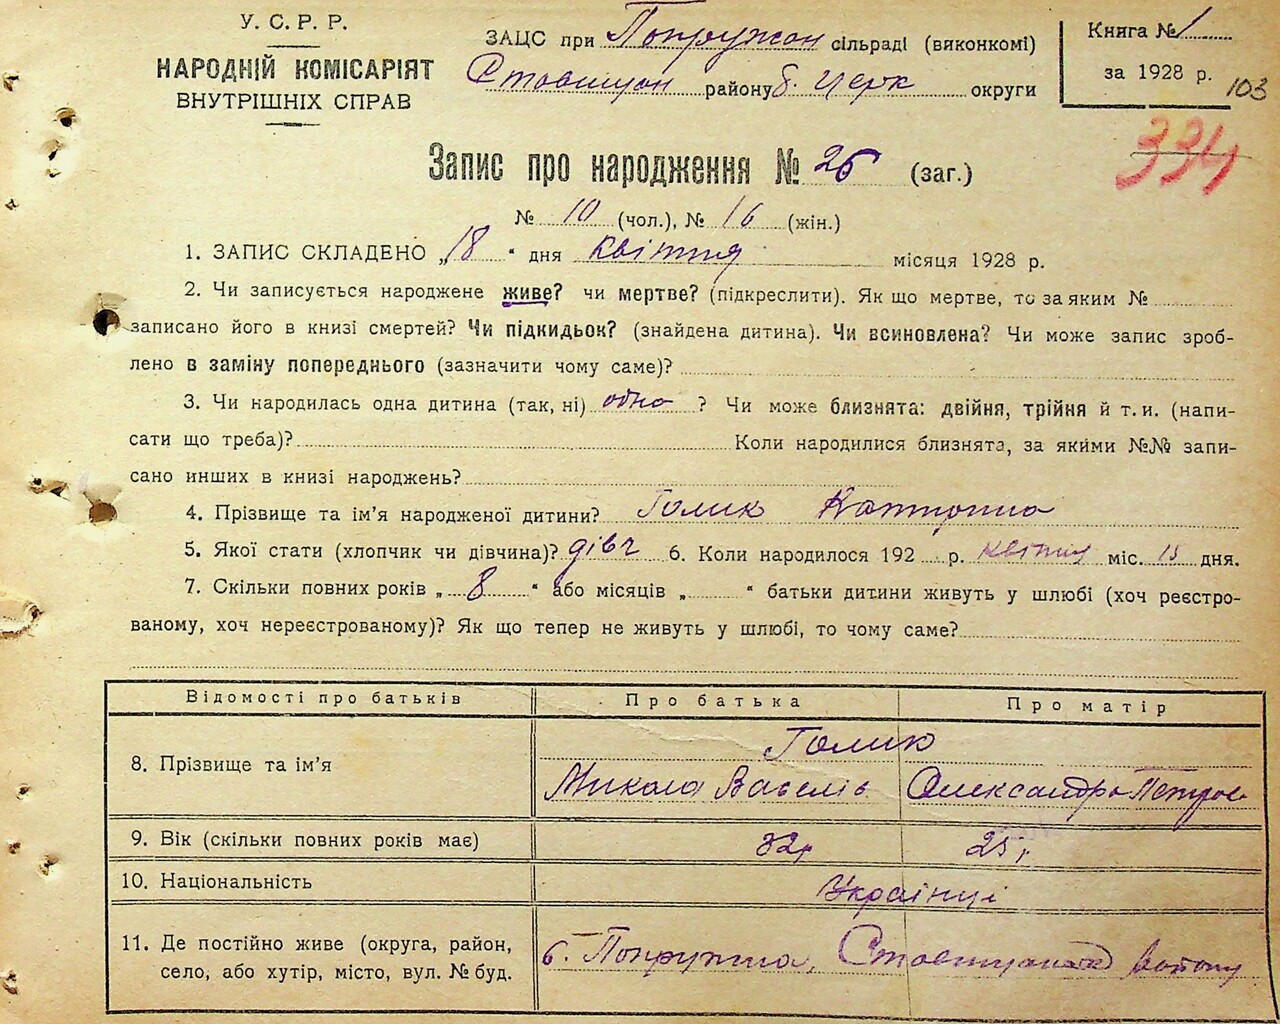 У. С. Р. Р.
НАРОДНІЙ КОМІСАРІЯТ
ВНУТРІШНІХ СПРАВ
ЗАЦС при Попружан сільраді (виконкомі)
Ставищан району Б. Церк округи
Книга № 1
за 1928 р.
103
334
Запис про народження № 26 (заг.)
№ 10 (чол.), № 16 (жін.)
1. ЗАПИС СКЛАДЕНО „18“ дня квітня місяця 1928 р.
2. Чи записується народжене живе? чи мертве? (підкреслити). Як що мертве, то за яким №
записано його в книзі смертей? Чи підкидьок? (знайдена дитина). Чи всиновлена? Чи може запис зроб-
лено в заміну попереднього (зазначити чому саме)?
3. Чи народилась одна дитина (так, ні) одна ? Чи може близнята: двійня, трійня й т. и. (напи-
сати що треба)? Коли народилися близнята, за якими №№ запи-
сано инших в книзі народжень?
4. Прізвище та ім'я народженої дитини? Голик
5. Якої статі (хлопчик чи дівчина)? дівч 6. Коли народилося 192 р. квітня міс. 15 дня.
7. Скільки повних років „8“ або місяців „ “ батьки дитини живуть у шлюбі (хоч реєстро-
ваному, хоч нереєстрованому)? Як що тепер не живуть у шлюбі, то чому саме?
Відомості про батьків Про батька Про матір
8. Прізвище та ім'я Голик
Микола Василів Олександра Петров
9. Вік (скільки повних років має) 32р 25р
10. Національність Українці
11. Де постійно живе (округа, район,
село, або хутір, місто, вул. № буд.
с. Попружна, району